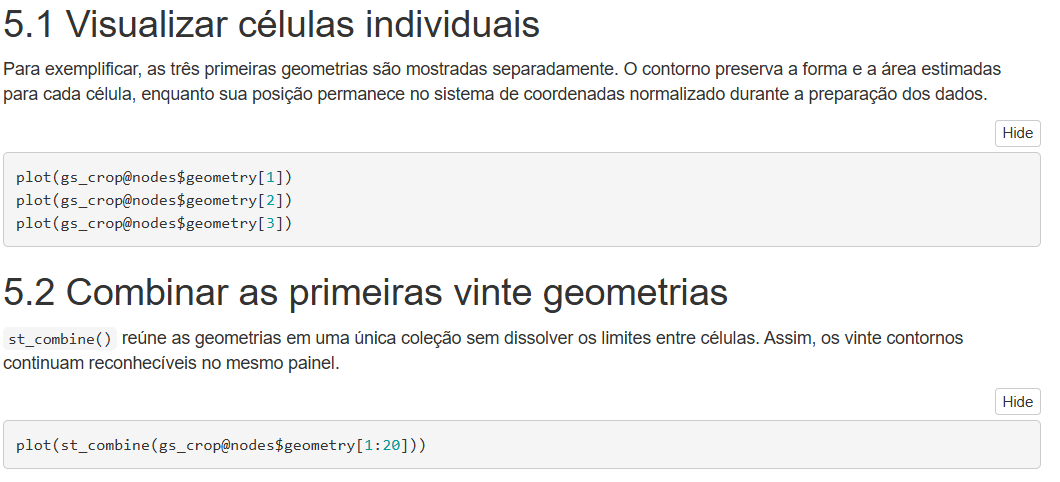 5.1 Visualizar células individuais
Para exemplificar, as três primeiras geometrias são mostradas separadamente. O contorno preserva a forma e a área estimadas
para cada célula, enquanto sua posição permanece no sistema de coordenadas normalizado durante a preparação dos dados.
Hide
plot(gs_crop@nodes$geometry[1])
plot(gs_crop@nodes$geometry[2])
plot(gs_crop@nodes$geometry[3])
5.2 Combinar as primeiras vinte geometrias
st_combine() reúne as geometrias em uma única coleção sem dissolver os limites entre células. Assim, os vinte contornos
continuam reconhecíveis no mesmo painel.
Hide
plot(st_combine(gs_crop@nodes$geometry[1:20]))